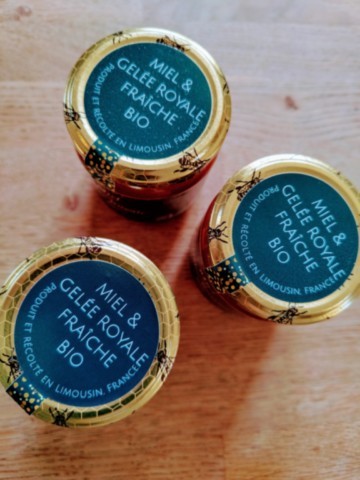 MIEL &
GELÉE ROYALE
FRAÎCHE
BIO
PRODUIT ET RÉCOLTÉ EN LIMOUSIN, FRANCE
MIEL &
GELÉE ROYALE
FRAÎCHE
BIO
PRODUIT ET RÉCOLTÉ EN LIMOUSIN, FRANCE
MIEL &
GELÉE ROYALE
FRAÎCHE
BIO
PRODUIT ET RÉCOLTÉ EN LIMOUSIN, FRANCE